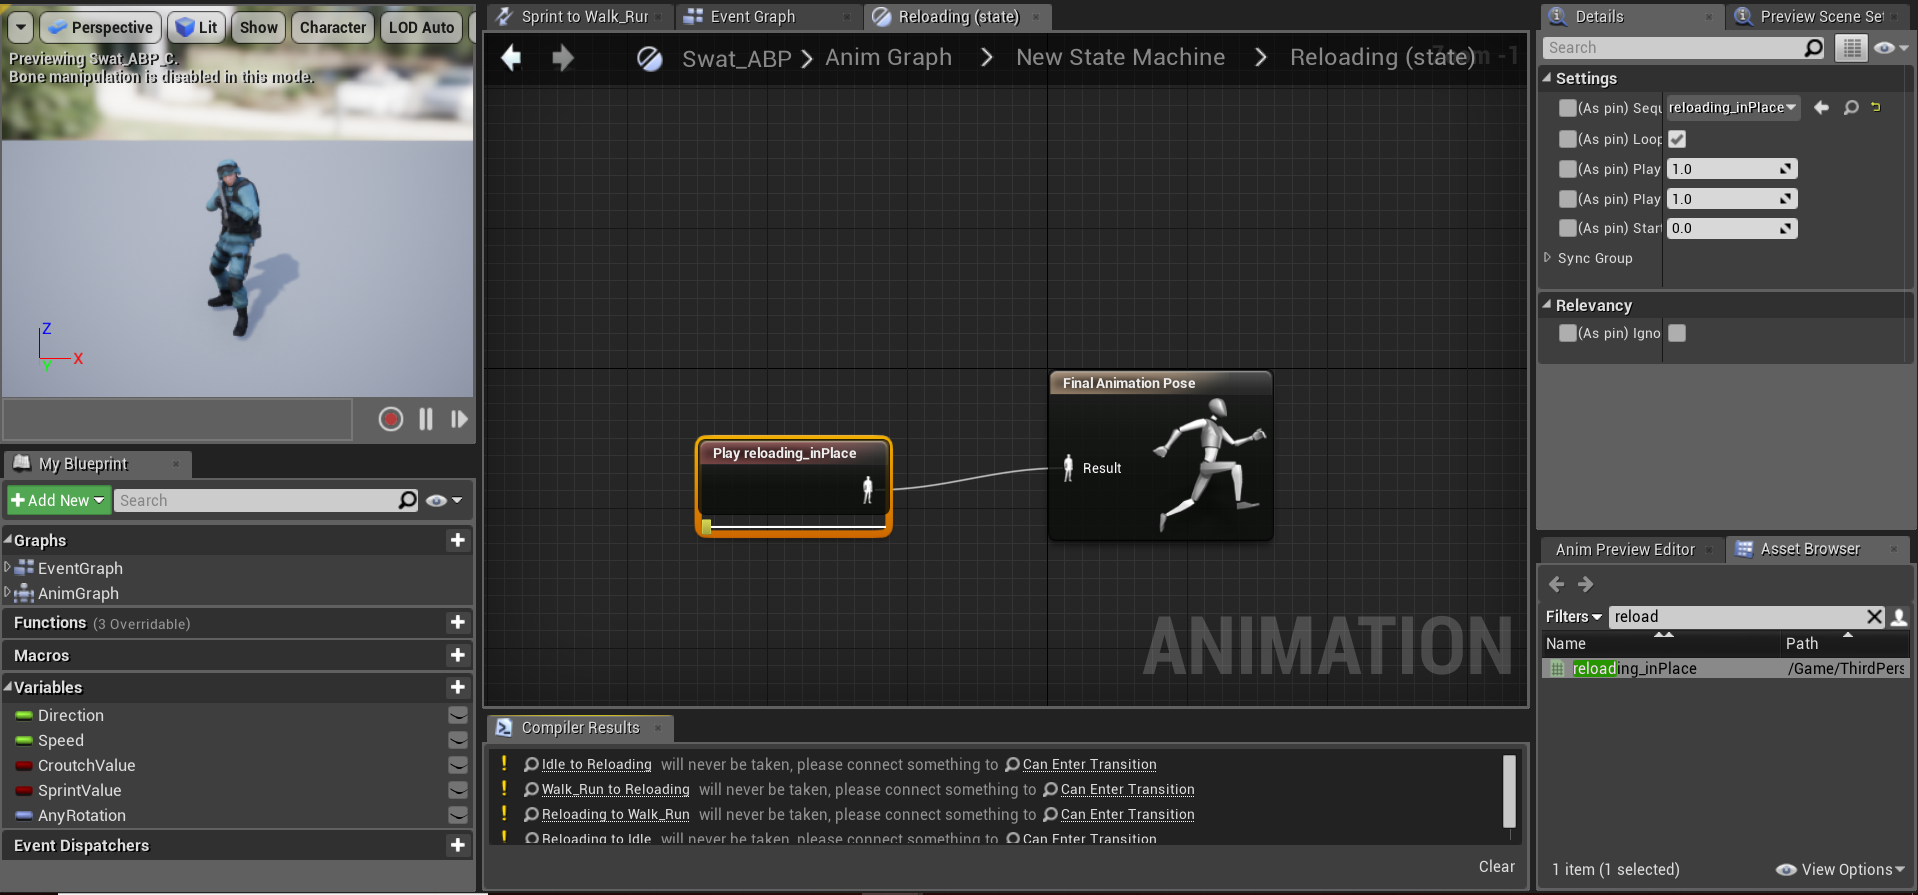 Perspective
Lit
Show
Character
LOD Auto
Previewing Swat_ABP_C.
Bone manipulation is disabled in this mode.
Z
X
Y
My Blueprint
Add New
Search
Graphs
EventGraph
AnimGraph
Functions (3 Overridable)
Macros
Variables
Direction
Speed
CroutchValue
SprintValue
AnyRotation
Event Dispatchers
Sprint to Walk_Rur
Event Graph
Reloading (state)
Swat_ABP > Anim Graph > New State Machine > Reloading (state)
Play reloading_inPlace
Final Animation Pose
Result
ANIMATION
Compiler Results
! Idle to Reloading will never be taken, please connect something to Can Enter Transition
! Walk_Run to Reloading will never be taken, please connect something to Can Enter Transition
! Reloading to Walk_Run will never be taken, please connect something to Can Enter Transition
! Reloading to Idle will never be taken, please connect something to Can Enter Transition
Clear
Details
Preview Scene Set
Search
Settings
(As pin) Sequ reloading_inPlace
(As pin) Loop
(As pin) Play 1.0
(As pin) Play 1.0
(As pin) Start 0.0
Sync Group
Relevancy
(As pin) Igno
Anim Preview Editor
Asset Browser
Filters reload
Name Path
reloading_inPlace /Game/ThirdPers
1 item (1 selected)
View Options